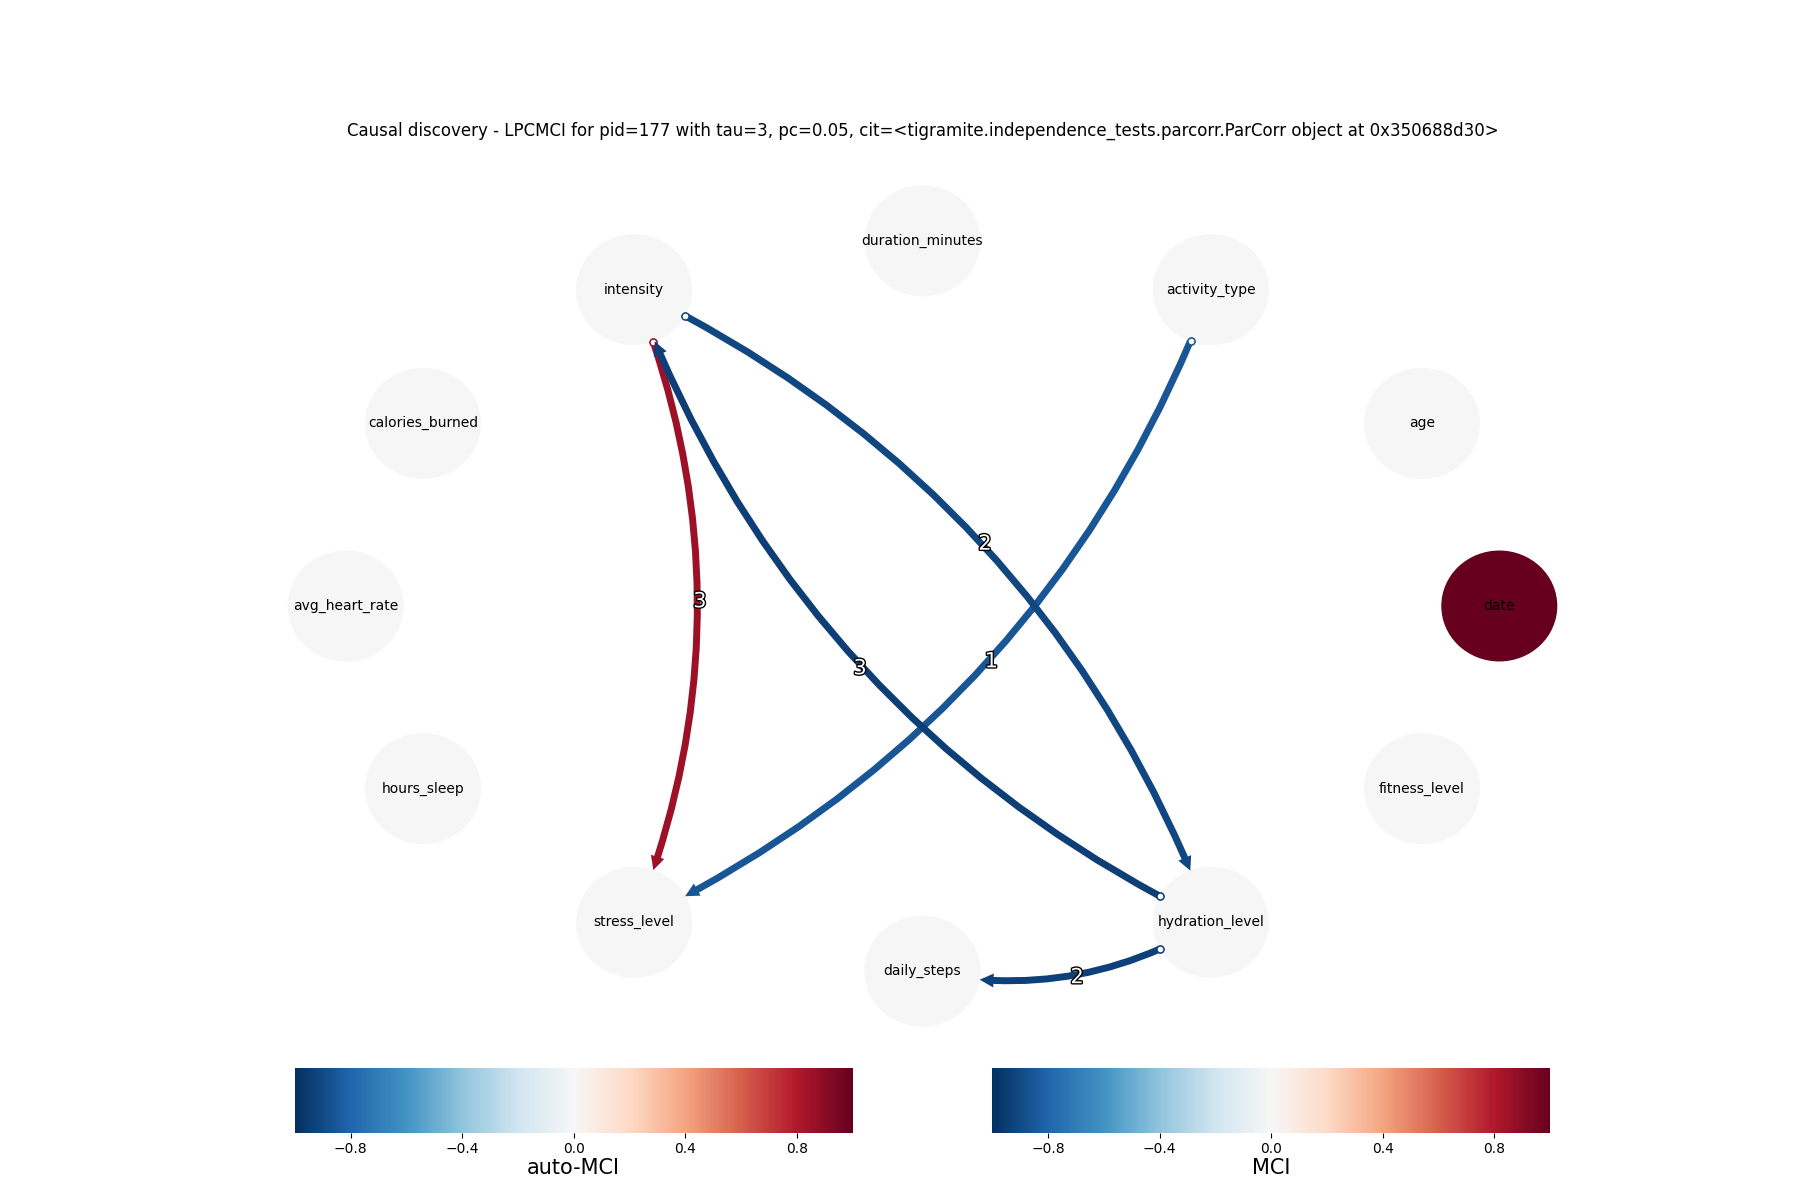 Causal discovery - LPCMCI for pid=177 with tau=3, pc=0.05, cit=<tigramite.independence_tests.parcorr.ParCorr object at 0x350688d30>
duration_minutes
intensity
activity_type
calories_burned
age
2
avg_heart_rate
3
date
3
1
hours_sleep
fitness_level
stress_level
hydration_level
daily_steps
2
−0.8 −0.4 0.0 0.4 0.8
auto-MCI
−0.8 −0.4 0.0 0.4 0.8
MCI